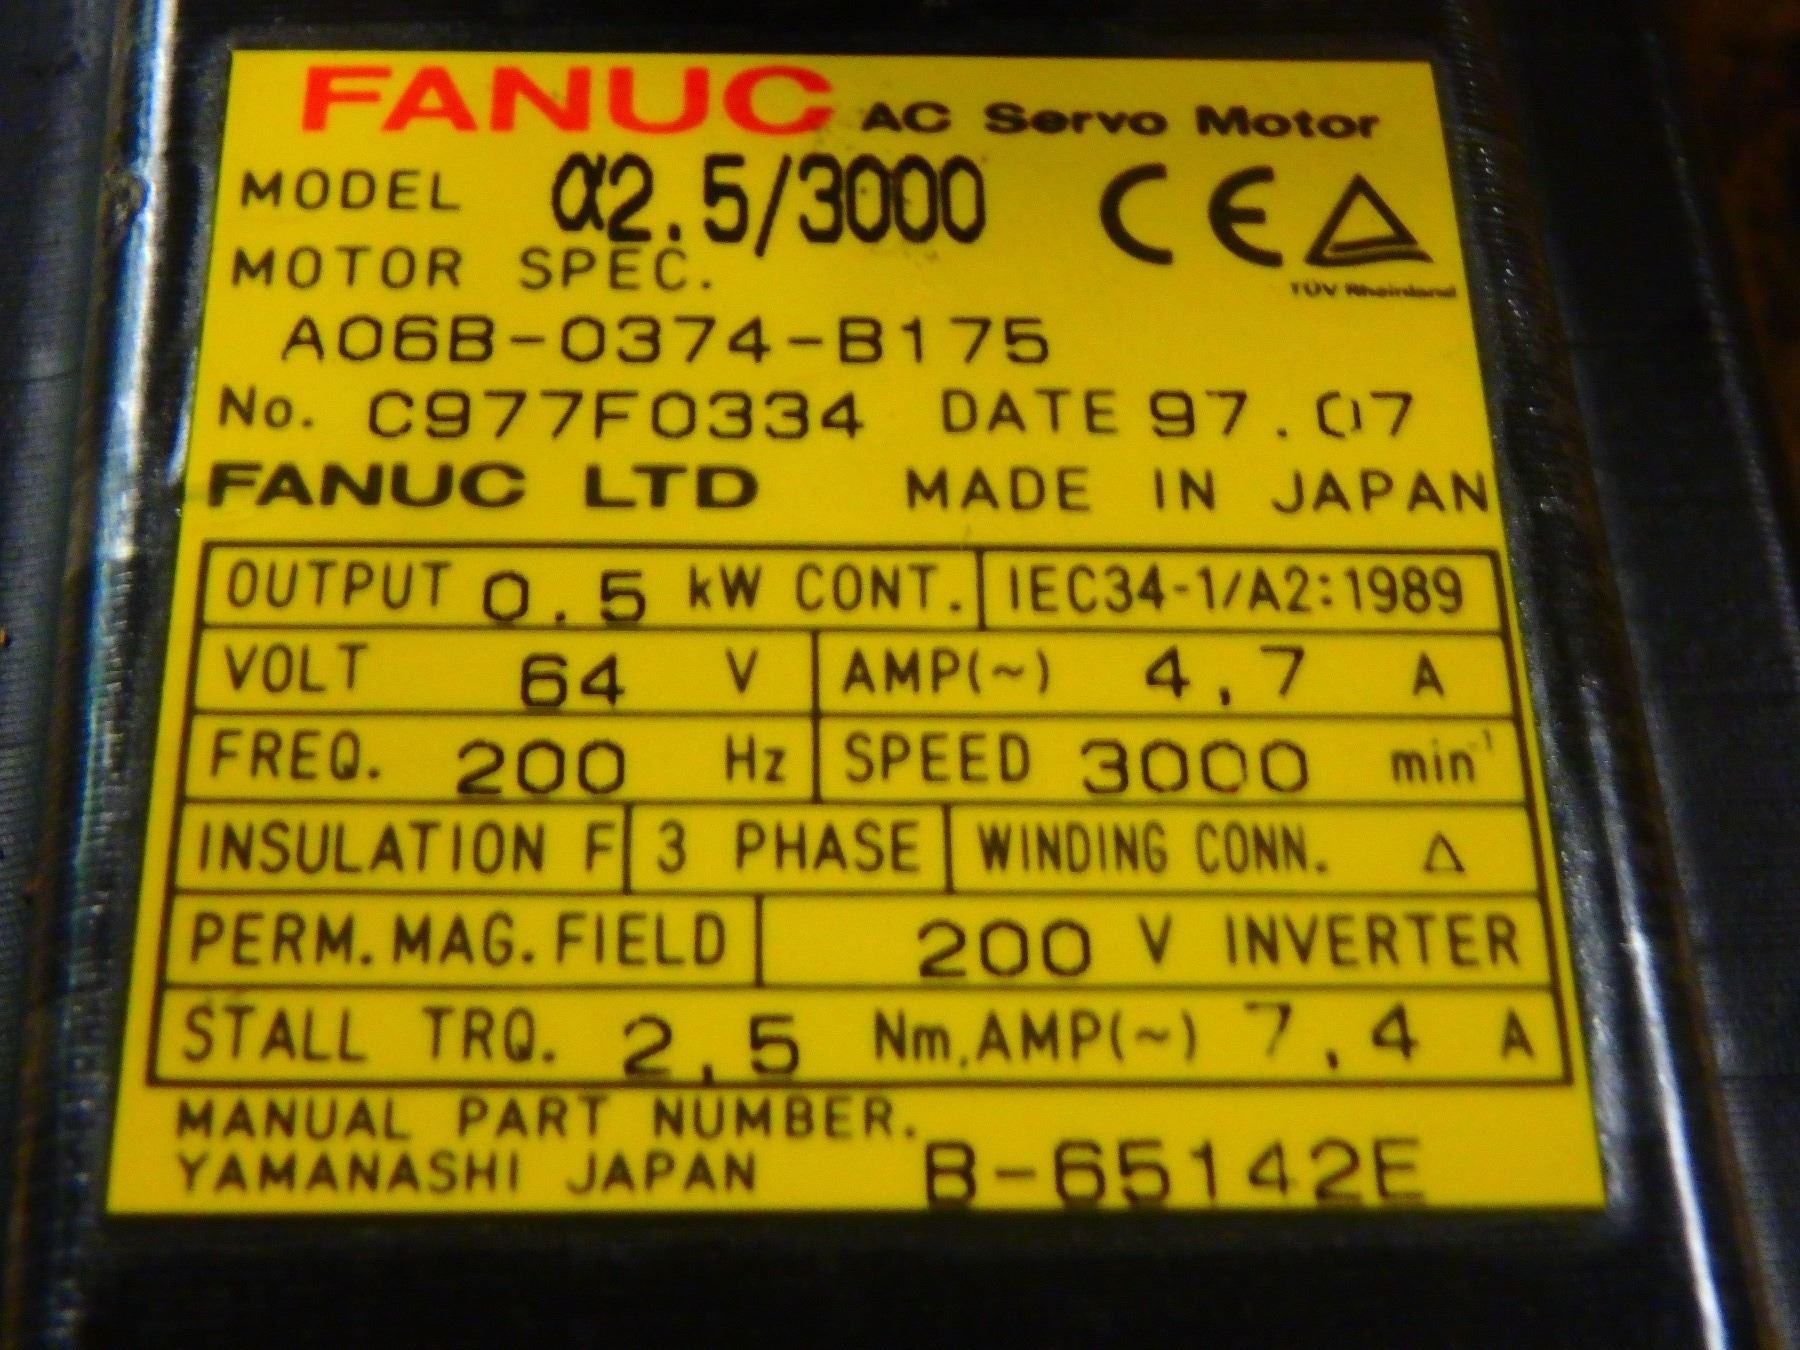 FANUC AC Servo Motor
MODEL α2.5/3000 CE
TÜV Rheinland
MOTOR SPEC.
A06B-0374-B175
No. C977F0334 DATE 97.07
FANUC LTD MADE IN JAPAN
OUTPUT 0.5 kW CONT. IEC34-1/A2:1989
VOLT 64 V AMP(~) 4,7 A
FREQ. 200 Hz SPEED 3000 min⁻¹
INSULATION F 3 PHASE WINDING CONN. △
PERM. MAG. FIELD 200 V INVERTER
STALL TRQ. 2,5 Nm, AMP(~) 7,4 A
MANUAL PART NUMBER.
YAMANASHI JAPAN B-65142E